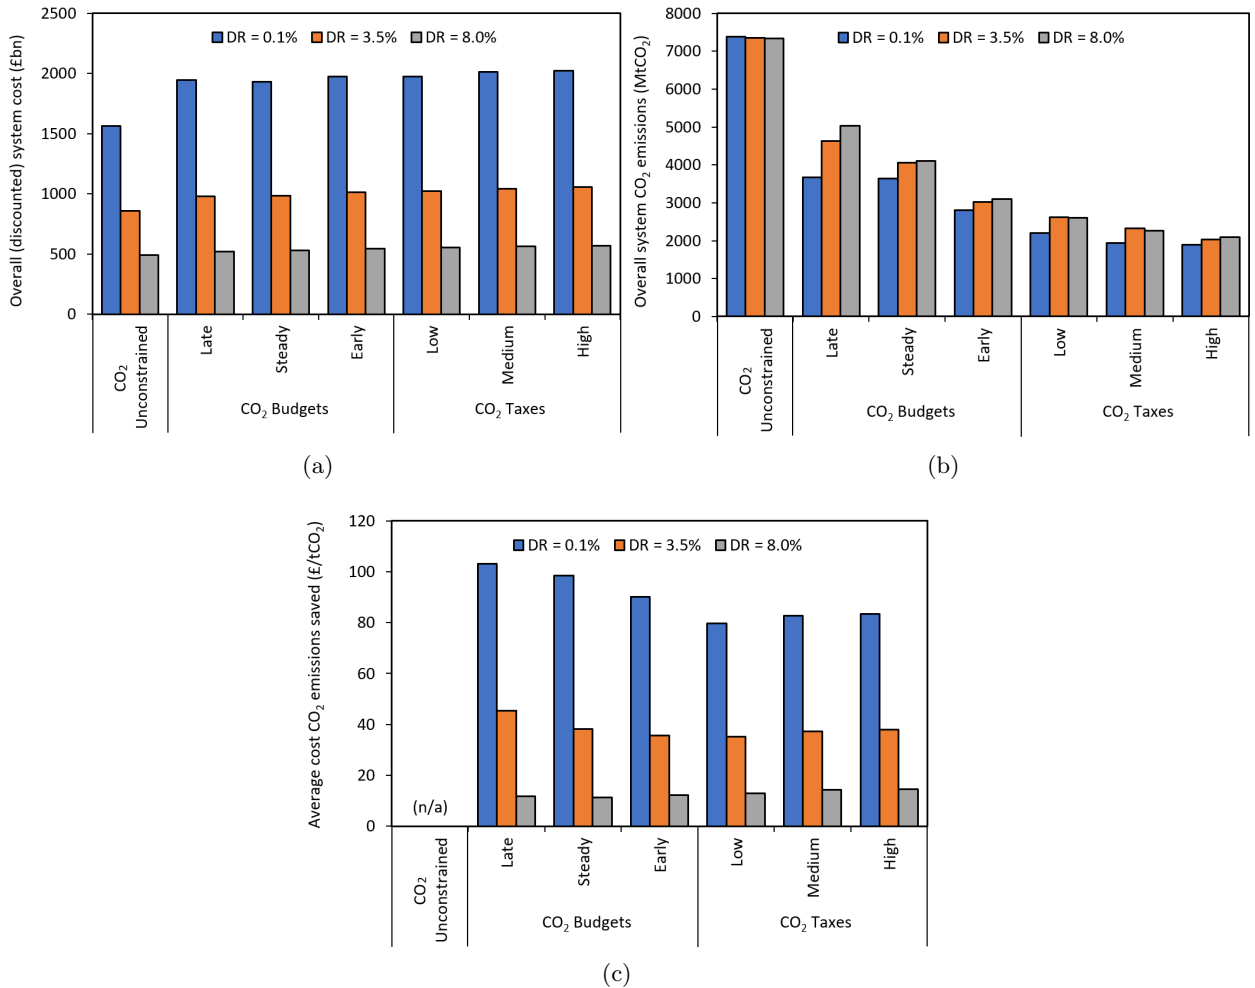 Overall (discounted) system cost (£bn)
2500
2000
1500
1000
500
0
DR = 0.1% DR = 3.5% DR = 8.0%
CO2
Unconstrained
Late
Steady
Early
Low
Medium
High
CO2 Budgets
CO2 Taxes
(a)
Overall system CO2 emissions (MtCO2)
8000
7000
6000
5000
4000
3000
2000
1000
0
DR = 0.1% DR = 3.5% DR = 8.0%
CO2
Unconstrained
Late
Steady
Early
Low
Medium
High
CO2 Budgets
CO2 Taxes
(b)
Average cost CO2 emissions saved (£/tCO2)
120
100
80
60
40
20
0
DR = 0.1% DR = 3.5% DR = 8.0%
(n/a)
CO2
Unconstrained
Late
Steady
Early
Low
Medium
High
CO2 Budgets
CO2 Taxes
(c)